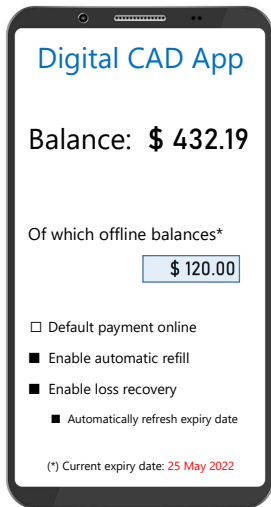 Digital CAD App
Balance: $ 432.19
Of which offline balances*
$ 120.00
☐ Default payment online
■ Enable automatic refill
■ Enable loss recovery
■ Automatically refresh expiry date
(*) Current expiry date: 25 May 2022